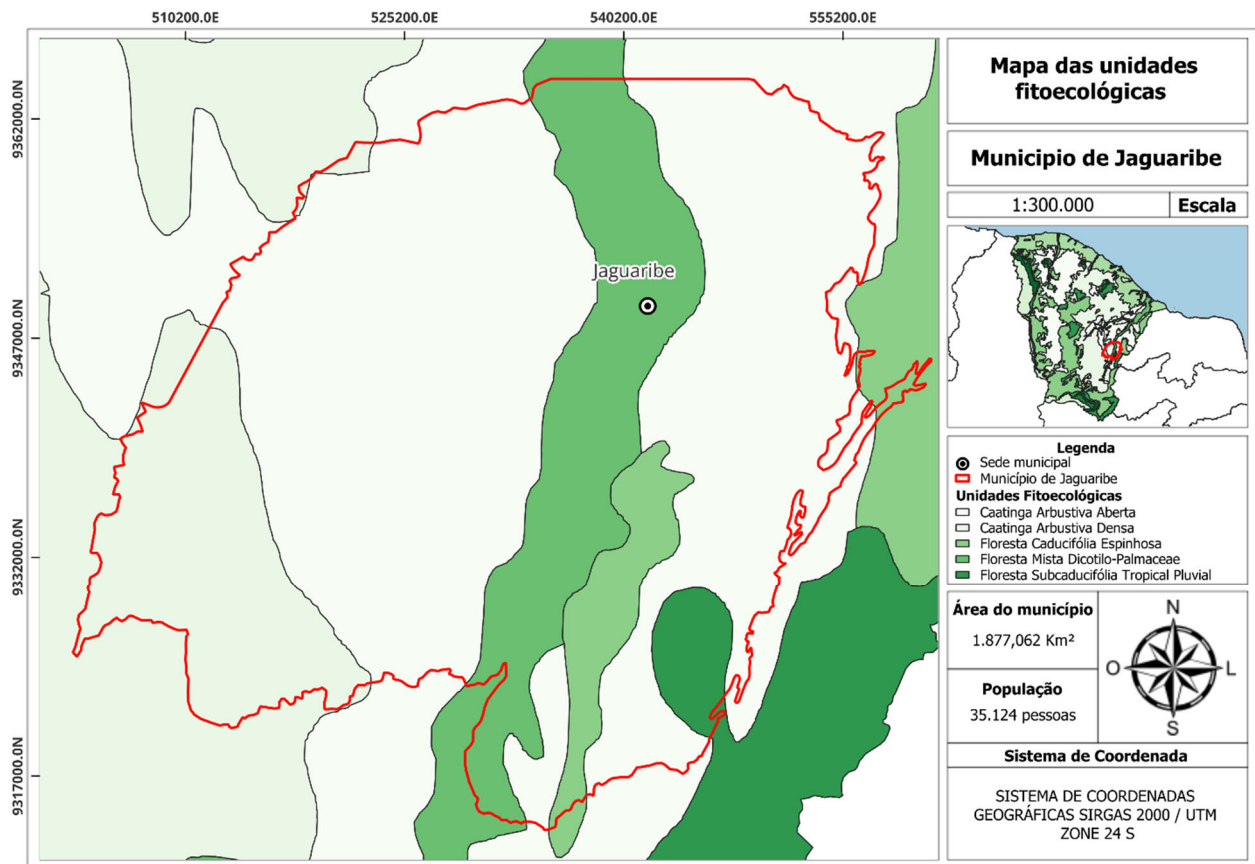 510200.0E
525200.0E
540200.0E
555200.0E
9362000.0N
9347000.0N
9332000.0N
9317000.0N
Jaguaribe
Mapa das unidades
fitoecológicas
Municipio de Jaguaribe
1:300.000
Escala
Legenda
Sede municipal
Município de Jaguaribe
Unidades Fitoecológicas
Caatinga Arbustiva Aberta
Caatinga Arbustiva Densa
Floresta Caducifólia Espinhosa
Floresta Mista Dicotilo-Palmaceae
Floresta Subcaducifólia Tropical Pluvial
Área do município
1.877,062 Km²
População
35.124 pessoas
N
O
L
S
Sistema de Coordenada
SISTEMA DE COORDENADAS
GEOGRÁFICAS SIRGAS 2000 / UTM
ZONE 24 S